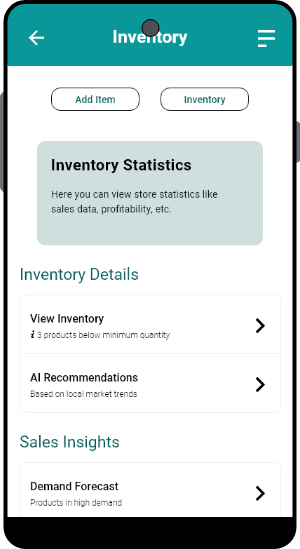 Inventory
Add Item
Inventory
Inventory Statistics
Here you can view store statistics like
sales data, profitability, etc.
Inventory Details
View Inventory
i 3 products below minimum quantity
AI Recommendations
Based on local market trends
Sales Insights
Demand Forecast
Products in high demand